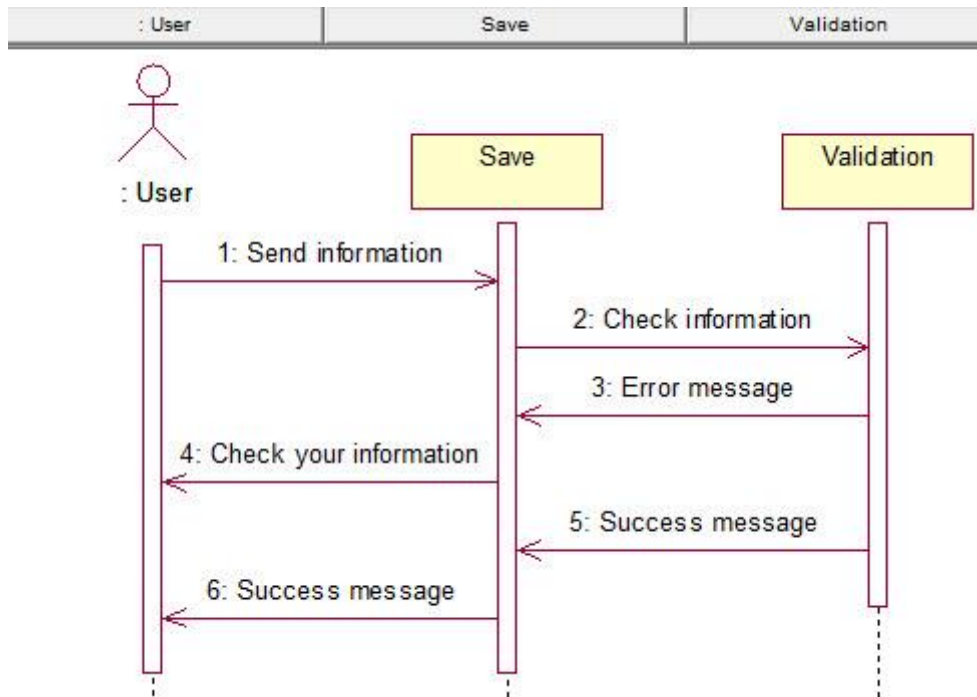 : User
Save
Validation
Save
Validation
: User
1: Send information
2: Check information
3: Error message
4: Check your information
5: Success message
6: Success message